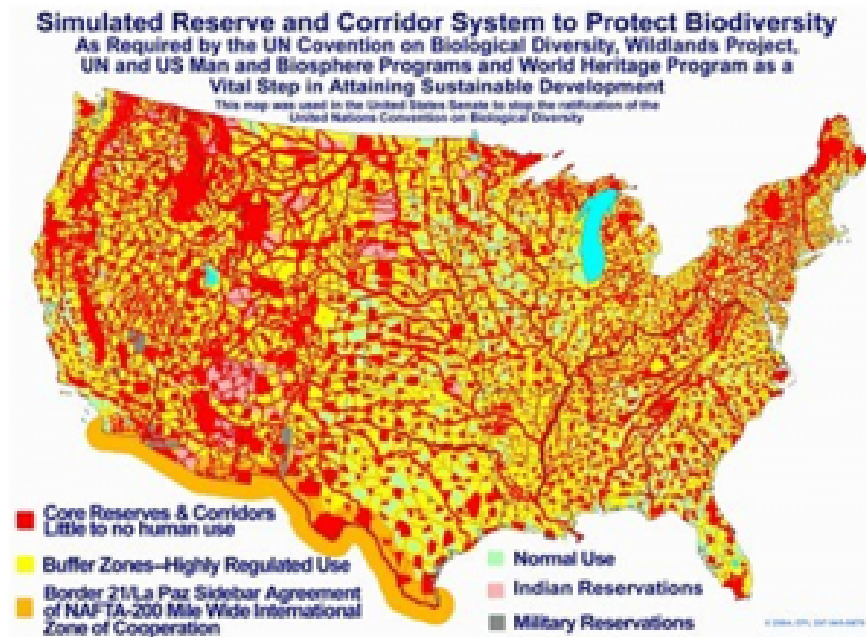 Simulated Reserve and Corridor System to Protect Biodiversity
As Required by the UN Covention on Biological Diversity, Wildlands Project,
UN and US Man and Biosphere Programs and World Heritage Program as a
Vital Step in Attaining Sustainable Development
This map was used in the United States Senate to stop the ratification of the
United Nations Convention on Biological Diversity
Core Reserves & Corridors
Little to no human use
Buffer Zones--Highly Regulated Use
Border 21/La Paz Sidebar Agreement
of NAFTA-200 Mile Wide International
Zone of Cooperation
Normal Use
Indian Reservations
Military Reservations